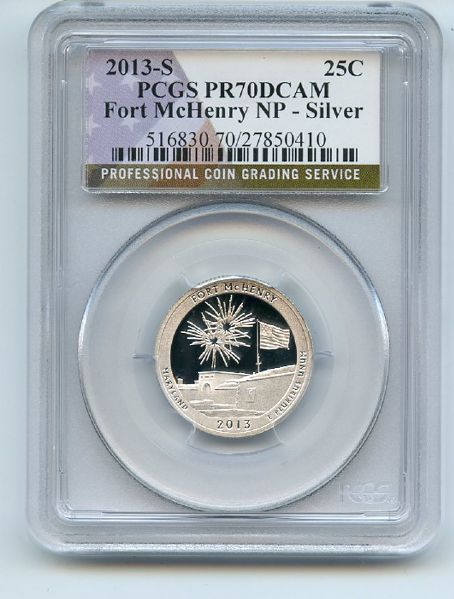 2013-S 25C
PCGS PR70DCAM
Fort McHenry NP - Silver
516830.70/27850410
PROFESSIONAL COIN GRADING SERVICE
FORT McHENRY
MARYLAND
E PLURIBUS UNUM
2013
PCGS